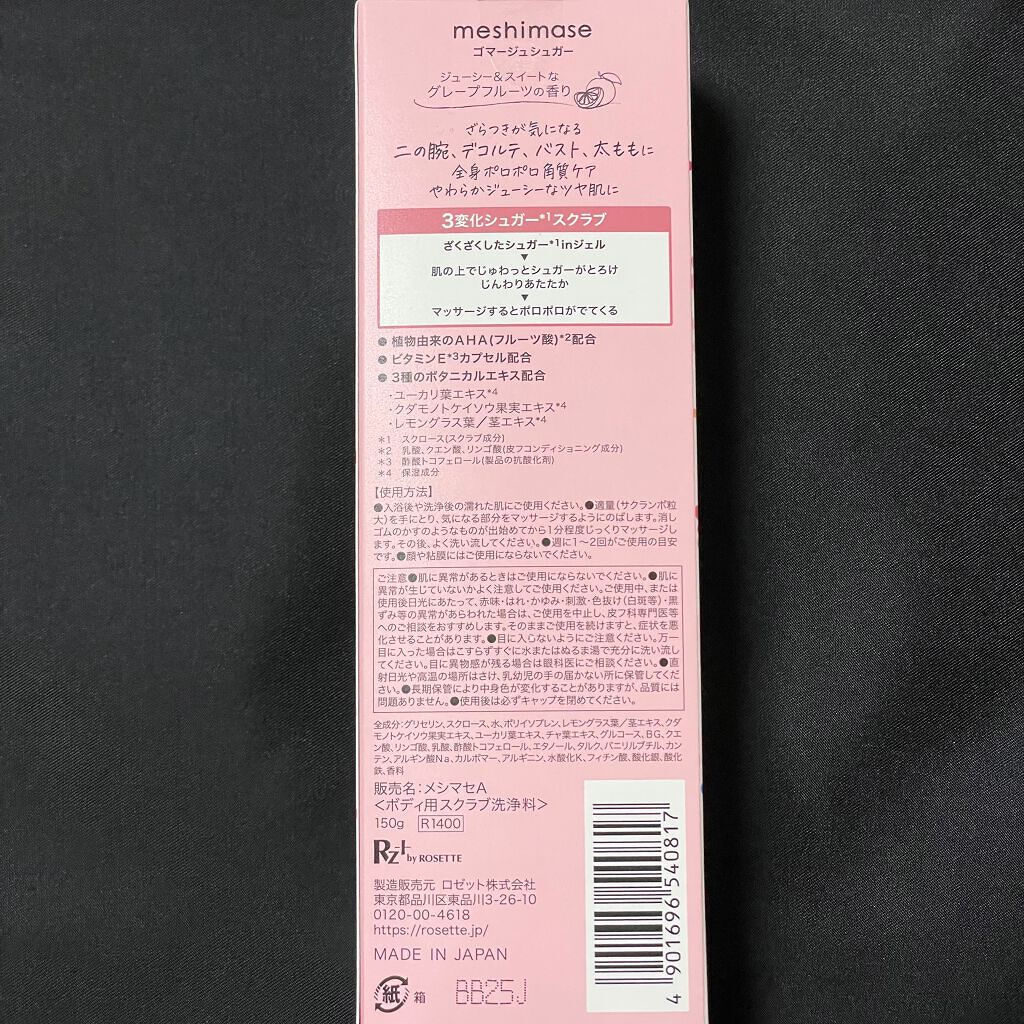 meshimase
ゴマージュシュガー
ジューシー&スイートな
グレープフルーツの香り
ざらつきが気になる
二の腕、デコルテ、バスト、太ももに
全身ポロポロ角質ケア
やわらかジューシーなツヤ肌に
3変化シュガー*1スクラブ
ざくざくしたシュガー*1inジェル
▼
肌の上でじゅわっとシュガーがとろけ
じんわりあたたか
▼
マッサージするとポロポロがでてくる
●植物由来のAHA(フルーツ酸)*2配合
●ビタミンE*3カプセル配合
●3種のボタニカルエキス配合
・ユーカリ葉エキス*4
・クダモノトケイソウ果実エキス*4
・レモングラス葉/茎エキス*4
*1 スクロース(スクラブ成分)
*2 乳酸、クエン酸、リンゴ酸(皮フコンディショニング成分)
*3 酢酸トコフェロール(製品の抗酸化剤)
*4 保湿成分
【使用方法】
●入浴後や洗浄後の濡れた肌にご使用ください。●適量(サクランボ粒
大)を手にとり、気になる部分をマッサージするようにのばします。消し
ゴムのかすのようなものが出始めてから1分程度じっくりマッサージし
ます。その後、よく洗い流してください。●週に1~2回がご使用の目安
です。●顔や粘膜にはご使用にならないでください。
ご注意●肌に異常があるときはご使用にならないでください。●肌に
異常が生じていないかよく注意してご使用ください。ご使用中、または
使用後日光にあたって、赤味・はれ・かゆみ・刺激・色抜け(白斑等)・黒
ずみ等の異常があらわれた場合は、ご使用を中止し、皮フ科専門医等
へのご相談をおすすめします。そのままご使用を続けますと、症状を悪
化させることがあります。●目に入らないようにご注意ください。万一
目に入った場合はこすらずすぐに水またはぬるま湯で充分に洗い流し
てください。目に異物感が残る場合は眼科医にご相談ください。●直
射日光や高温の場所はさけ、乳幼児の手の届かない所に保管してくだ
さい。●長期保管により中身色が変化することがありますが、品質には
問題ありません。●使用後は必ずキャップを閉めてください。
全成分:グリセリン、スクロース、水、ポリイソプレン、レモングラス葉/茎エキス、クダ
モノトケイソウ果実エキス、ユーカリ葉エキス、チャ葉エキス、グルコース、BG、クエ
ン酸、リンゴ酸、乳酸、酢酸トコフェロール、エタノール、タルク、バニリルブチル、カン
テン、アルギン酸Na、カルボマー、アルギニン、水酸化K、フィチン酸、酸化銀、酸化
鉄、香料
販売名:メシマセA
<ボディ用スクラブ洗浄料>
150g R1400
Rz+ by ROSETTE
製造販売元 ロゼット株式会社
東京都品川区東品川3-26-10
0120-00-4618
https://rosette.jp/
MADE IN JAPAN
紙 箱 BB25J
4 901696 540817